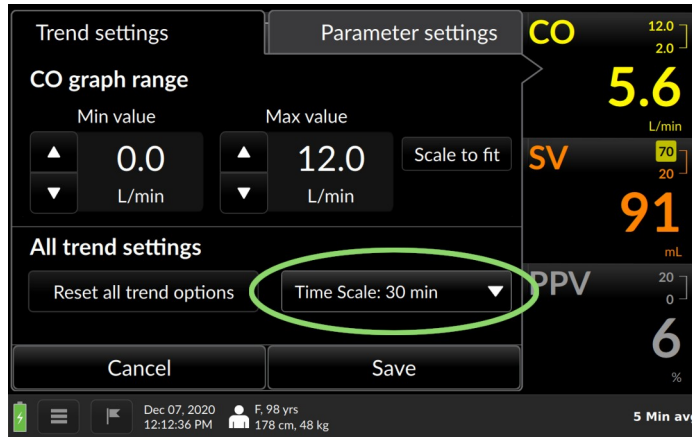 Trend settings
Parameter settings
CO graph range
Min value
Max value
0.0
L/min
12.0
L/min
Scale to fit
All trend settings
Reset all trend options
Time Scale: 30 min
Cancel
Save
CO
12.0
2.0
5.6
L/min
SV
70
20
91
mL
PPV
20
0
6
%
Dec 07, 2020
12:12:36 PM
F, 98 yrs
178 cm, 48 kg
5 Min ave